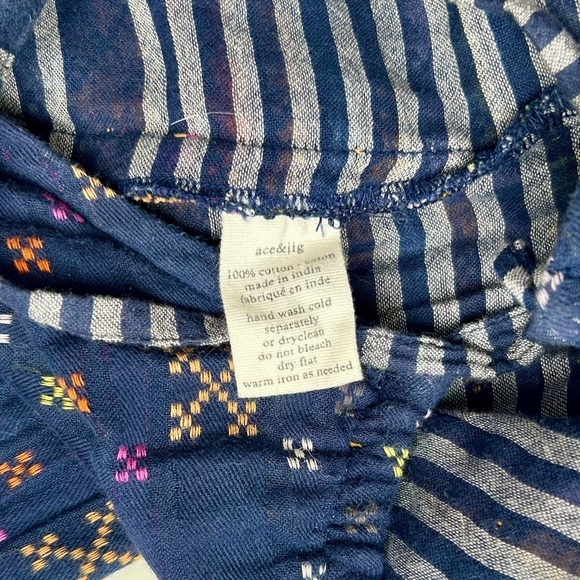 ace&jig
100% cotton - coton
made in india
fabriqué en inde
hand wash cold
separately
or dryclean
do not bleach
dry flat
warm iron as needed